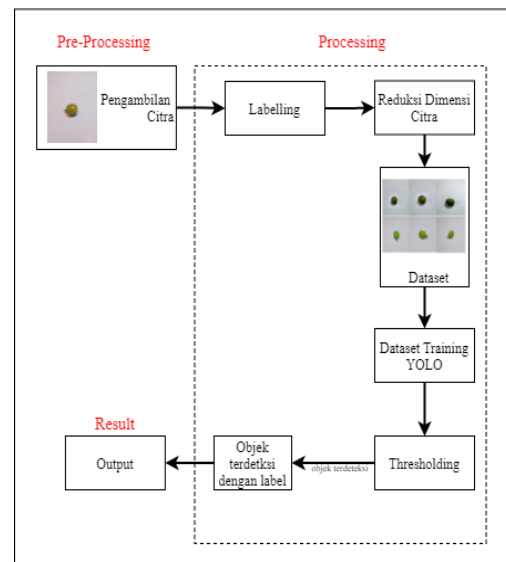 Pre-Processing
Processing
Pengambilan
Citra
Labelling
Reduksi Dimensi
Citra
Dataset
Dataset Training
YOLO
Thresholding
objek terdeteksi
Objek
terdetksi
dengan label
Result
Output